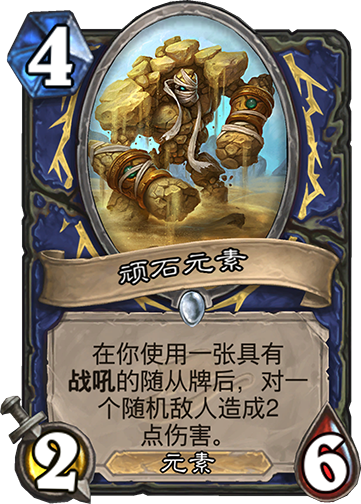 4
顽石元素
在你使用一张具有
战吼的随从牌后，对一
个随机敌人造成2
点伤害。
元素
2
6